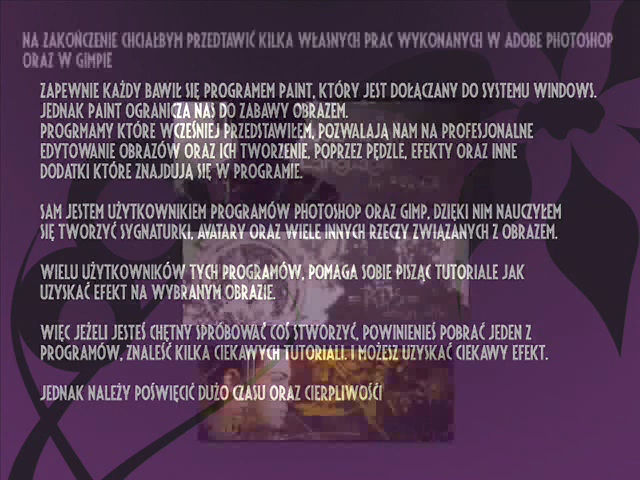 NA ZAKOŃCZENIE CHCIAŁBYM PRZEDTAWIĆ KILKA WŁASNYCH PRAC WYKONANYCH W ADOBE PHOTOSHOP
ORAZ W GIMPIE
ZAPEWNIE KAŻDY BAWIŁ SIĘ PROGRAMEM PAINT, KTÓRY JEST DOŁĄCZANY DO SYSTEMU WINDOWS.
JEDNAK PAINT OGRANICZA NAS DO ZABAWY OBRAZEM.
PROGRMAMY KTÓRE WCZEŚNIEJ PRZEDSTAWIŁEM, POZWALAJĄ NAM NA PROFESJONALNE
EDYTOWANIE OBRAZÓW ORAZ ICH TWORZENIE, POPRZEZ PĘDZLE, EFEKTY ORAZ INNE
DODATKI KTÓRE ZNAJDUJĄ SIĘ W PROGRAMIE.
SAM JESTEM UŻYTKOWNIKIEM PROGRAMÓW PHOTOSHOP ORAZ GIMP, DZIĘKI NIM NAUCZYŁEM
SIĘ TWORZYĆ SYGNATURKI, AVATARY ORAZ WIELE INNYCH RZECZY ZWIĄZANYCH Z OBRAZEM.
WIELU UŻYTKOWNIKÓW TYCH PROGRAMÓW, POMAGA SOBIE PISZĄC TUTORIALE JAK
UZYSKAĆ EFEKT NA WYBRANYM OBRAZIE.
WIĘC JEŻELI JESTEŚ CHĘTNY SPRÓBOWAĆ COŚ STWORZYĆ, POWINIENIEŚ POBRAĆ JEDEN Z
PROGRAMÓW, ZNALEŚĆ KILKA CIEKAWYCH TUTORIALI. I MOŻESZ UZYSKAĆ CIEKAWY EFEKT.
JEDNAK NALEŻY POŚWIĘCIĆ DUŻO CZASU ORAZ CIERPLIWOŚĆI